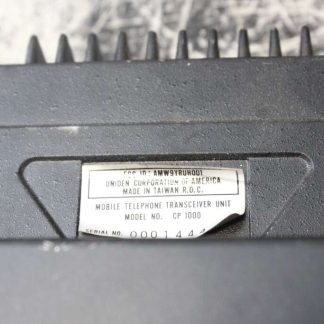 FCC ID: AMW9YRUH001
UNIDEN CORPORATION OF AMERICA
MADE IN TAIWAN R.O.C.
MOBILE TELEPHONE TRANSCEIVER UNIT
MODEL NO. CP 1000
SERIAL NO. 0001444